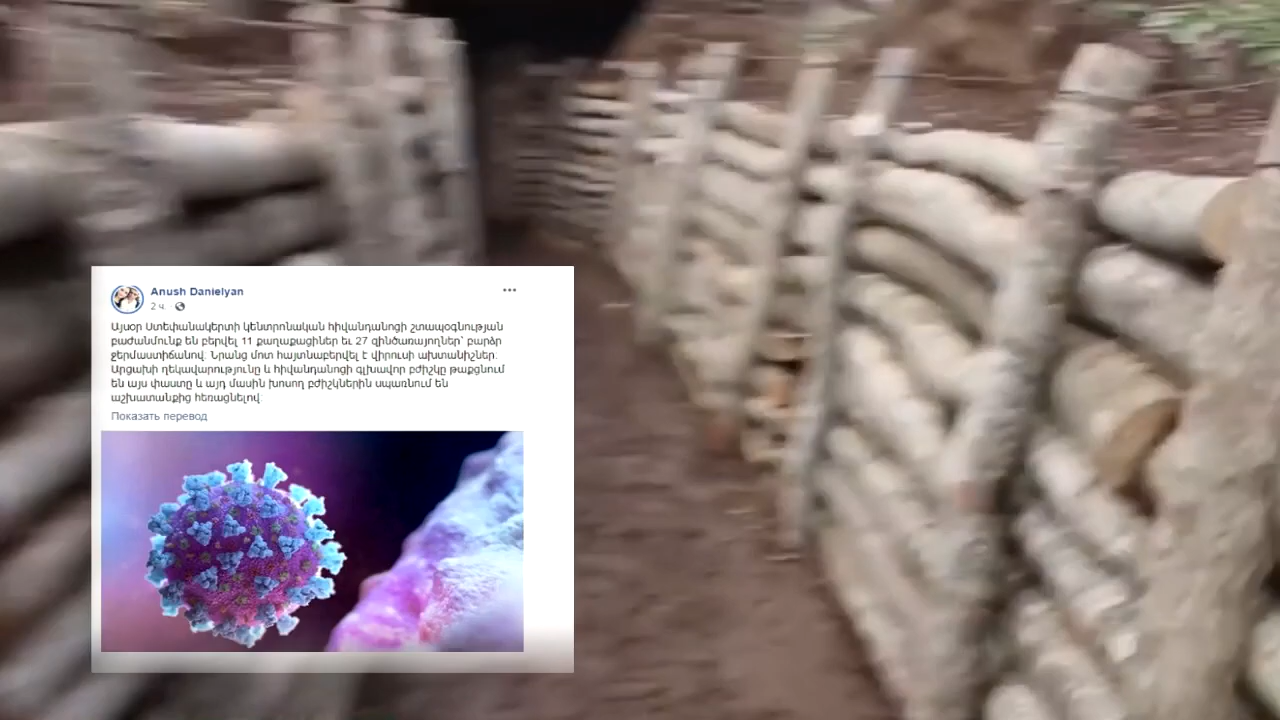 Anush Danielyan
2 ч.
Այսօր Ստեփանակերտի կենտրոնական հիվանդանոցի շտապօգնության
բաժանմունք են բերվել 11 քաղաքացիներ եւ 27 զինծառայողներ՝ բարձր
ջերմաստիճանով։ Նրանց մոտ հայտնաբերվել է վիրուսի ախտանիշներ։
Արցախի ղեկավարությունը և հիվանդանոցի գլխավոր բժիշկը թաքցնում
են այս փաստը և այդ մասին խոսող բժիշկներին սպառնում են
աշխատանքից հեռացնելով։
Показать перевод